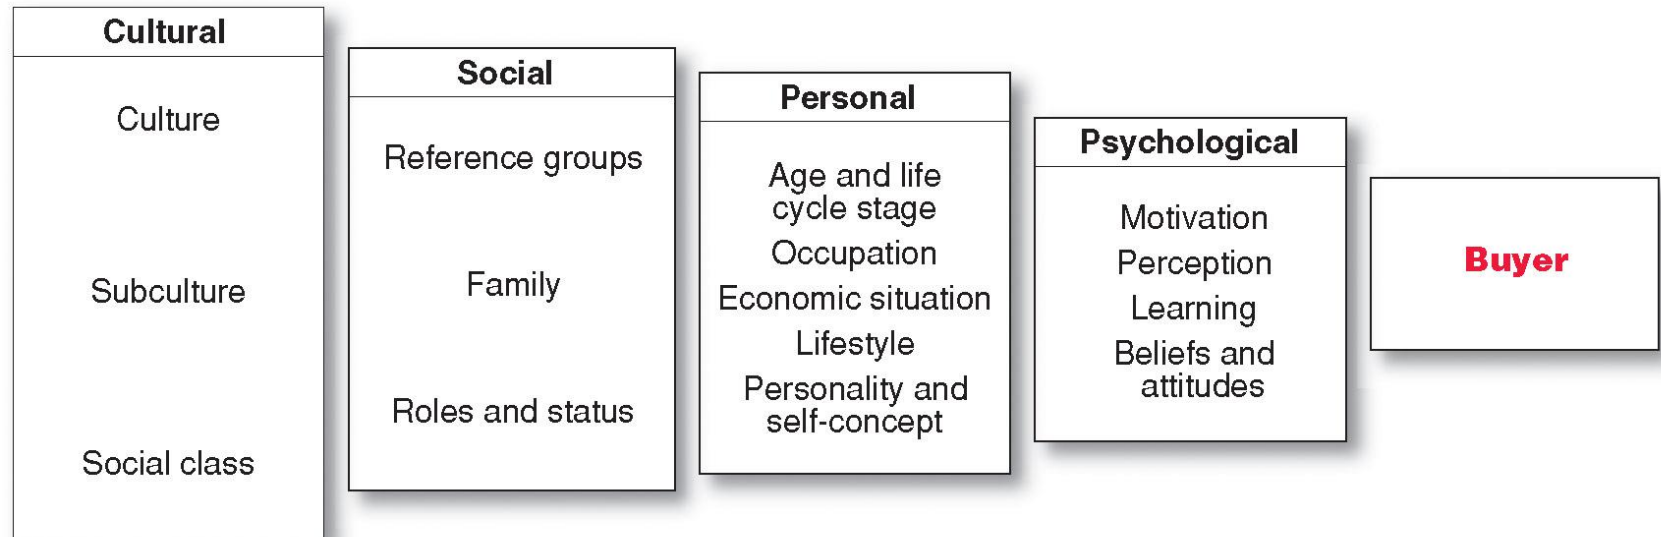 Cultural
Culture
Subculture
Social class
Social
Reference groups
Family
Roles and status
Personal
Age and life
cycle stage
Occupation
Economic situation
Lifestyle
Personality and
self-concept
Psychological
Motivation
Perception
Learning
Beliefs and
attitudes
Buyer